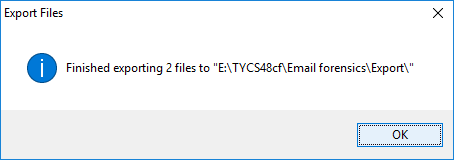 Export Files
Finished exporting 2 files to "E:\TYCS48cf\Email forensics\Export\"
OK